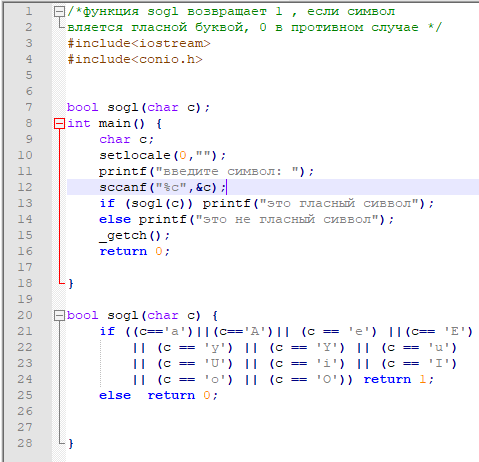 1 /*функция sogl возвращает 1 , если символ
2 вляется гласной буквой, 0 в противном случае */
3 #include<iostream>
4 #include<conio.h>
5
6
7 bool sogl(char c);
8 int main() {
9 char c;
10 setlocale(0,"");
11 printf("введите символ: ");
12 sccanf("%c",&c);
13 if (sogl(c)) printf("это гласный сиввол");
14 else printf("это не гласный сиввол");
15 _getch();
16 return 0;
17
18 }
19
20 bool sogl(char c) {
21 if ((c=='a')||(c=='A')|| (c == 'e') ||(c== 'E')
22 || (c == 'y') || (c == 'Y') || (c == 'u')
23 || (c == 'U') || (c == 'i') || (c == 'I')
24 || (c == 'o') || (c == 'O')) return 1;
25 else return 0;
26
27
28 }